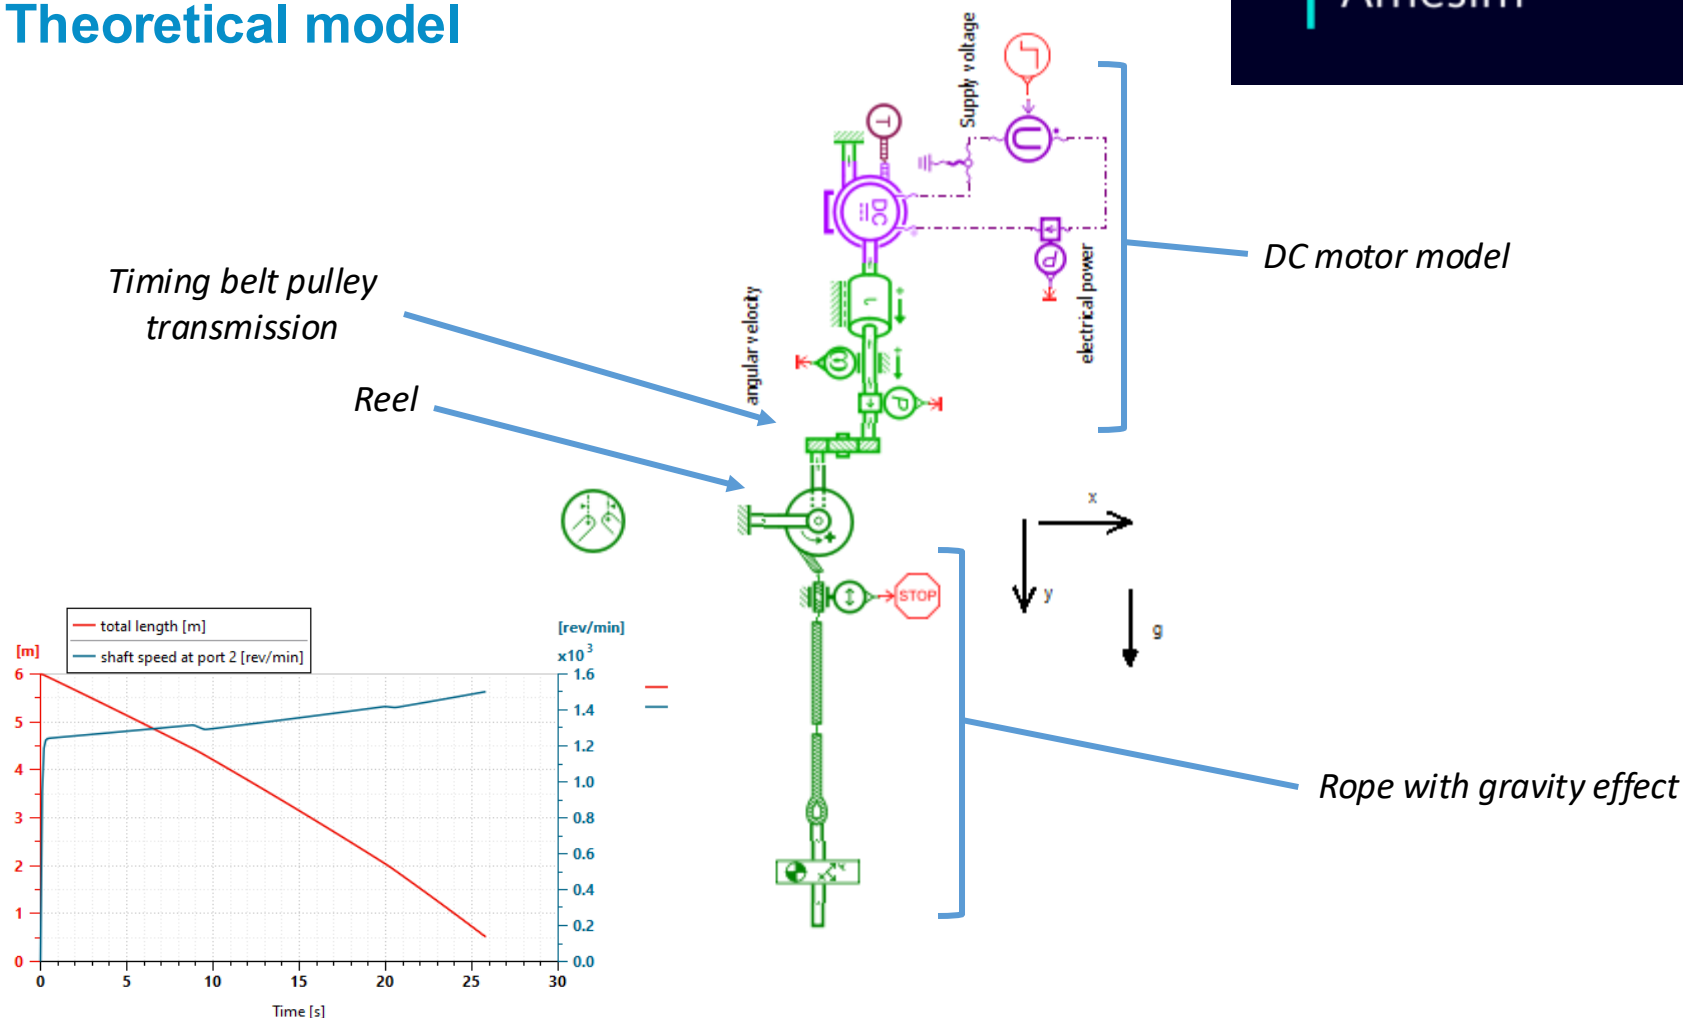 Theoretical model
Amesim
Supply voltage
T
U
DC
DC motor model
Timing belt pulley
transmission
angular velocity
electrical power
ω
P
P
Reel
x
y
g
STOP
total length [m]
shaft speed at port 2 [rev/min]
[m]
[rev/min]
x10 3
6
5
4
3
2
1
0
1.6
1.4
1.2
1.0
0.8
0.6
0.4
0.2
0.0
0 5 10 15 20 25 30
Time [s]
Rope with gravity effect